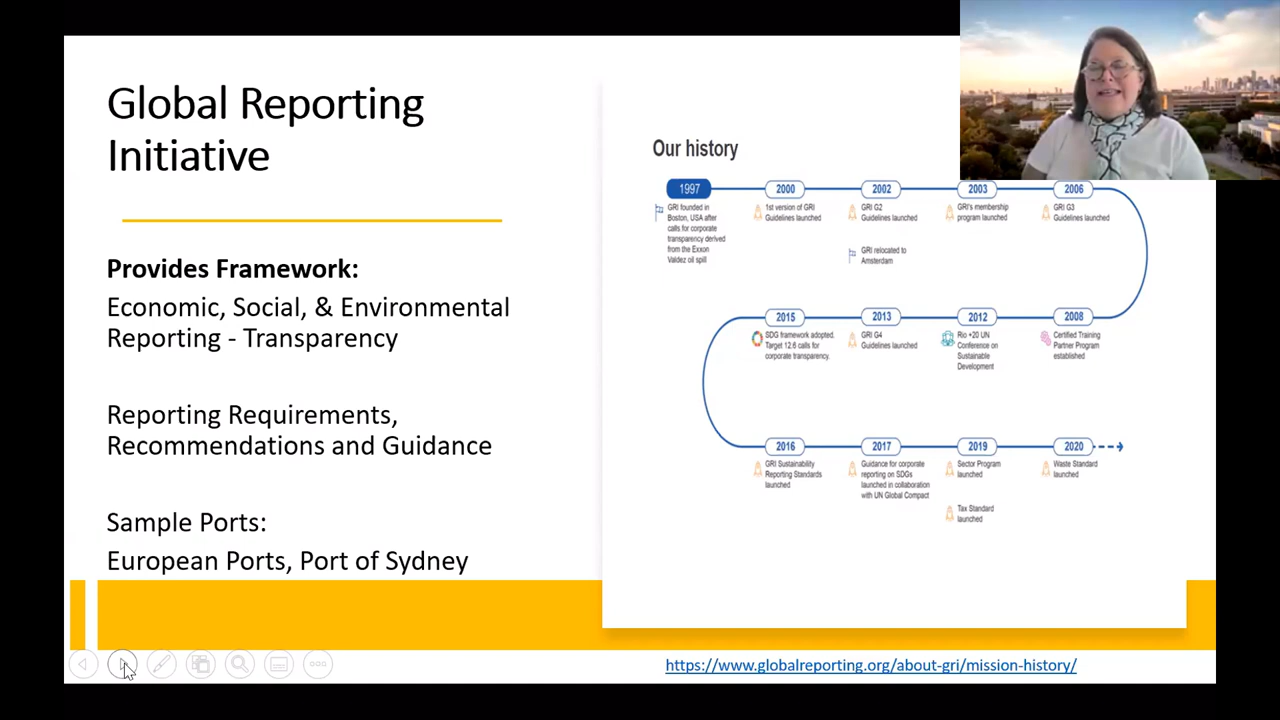 Global Reporting
Initiative
Provides Framework:
Economic, Social, & Environmental
Reporting - Transparency
Reporting Requirements,
Recommendations and Guidance
Sample Ports:
European Ports, Port of Sydney
Our history
1997
GRI founded in
Boston, USA after
calls for corporate
transparency derived
from the Exxon
Valdez oil spill
2000
1st version of GRI
Guidelines launched
2002
GRI G2
Guidelines launched
GRI relocated to
Amsterdam
2003
GRI's membership
program launched
2006
GRI G3
Guidelines launched
2015
SDG framework adopted.
Target 12.6 calls for
corporate transparency.
2013
GRI G4
Guidelines launched
2012
Rio +20 UN
Conference on
Sustainable
Development
2008
Certified Training
Partner Program
established
2016
GRI Sustainability
Reporting Standards
launched
2017
Guidance for corporate
reporting on SDGs
launched in collaboration
with UN Global Compact
2019
Sector Program
launched
Tax Standard
launched
2020
Waste Standard
launched
https://www.globalreporting.org/about-gri/mission-history/